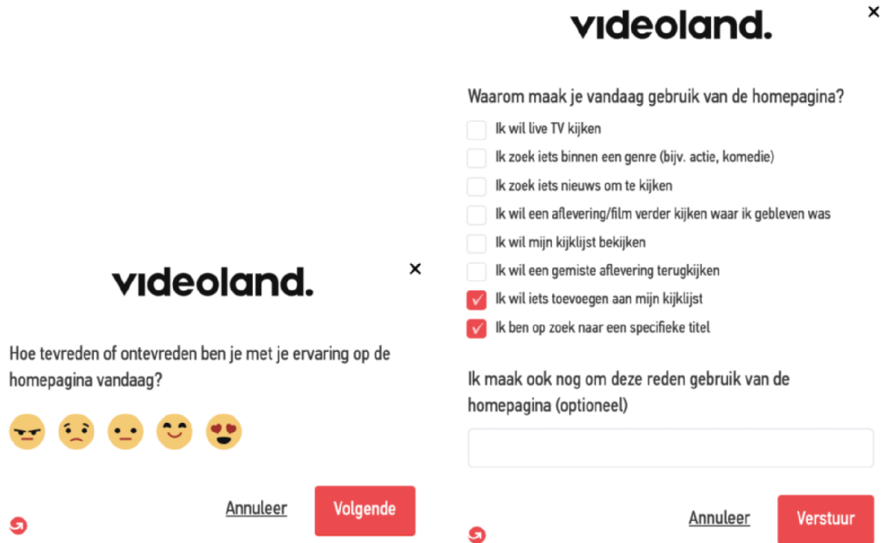 videoland.
Hoe tevreden of ontevreden ben je met je ervaring op de
homepagina vandaag?
Annuleer
Volgende
videoland.
Waarom maak je vandaag gebruik van de homepagina?
Ik wil live TV kijken
Ik zoek iets binnen een genre (bijv. actie, komedie)
Ik zoek iets nieuws om te kijken
Ik wil een aflevering/film verder kijken waar ik gebleven was
Ik wil mijn kijklijst bekijken
Ik wil een gemiste aflevering terugkijken
Ik wil iets toevoegen aan mijn kijklijst
Ik ben op zoek naar een specifieke titel
Ik maak ook nog om deze reden gebruik van de
homepagina (optioneel)
Annuleer
Verstuur